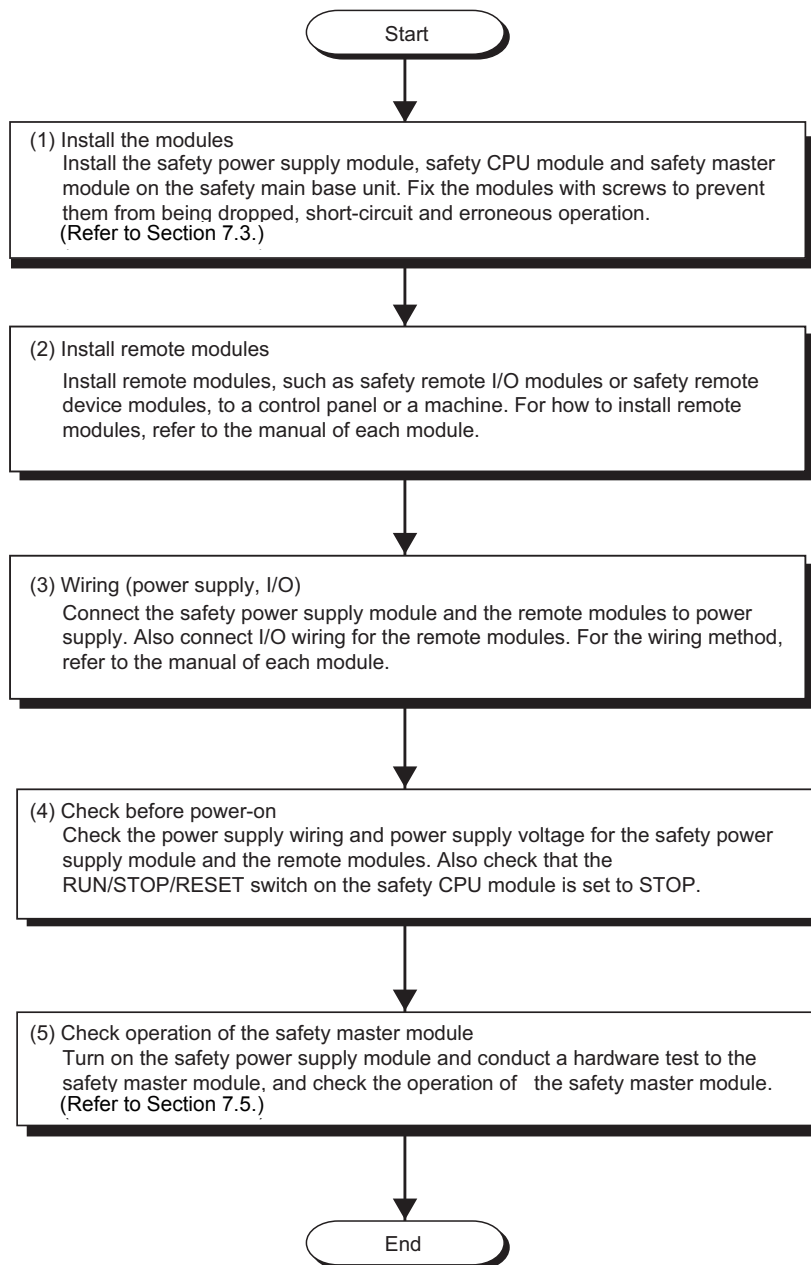 Start
(1) Install the modules
Install the safety power supply module, safety CPU module and safety master
module on the safety main base unit. Fix the modules with screws to prevent
them from being dropped, short-circuit and erroneous operation.
(Refer to Section 7.3.)
(2) Install remote modules
Install remote modules, such as safety remote I/O modules or safety remote
device modules, to a control panel or a machine. For how to install remote
modules, refer to the manual of each module.
(3) Wiring (power supply, I/O)
Connect the safety power supply module and the remote modules to power
supply. Also connect I/O wiring for the remote modules. For the wiring method,
refer to the manual of each module.
(4) Check before power-on
Check the power supply wiring and power supply voltage for the safety power
supply module and the remote modules. Also check that the
RUN/STOP/RESET switch on the safety CPU module is set to STOP.
(5) Check operation of the safety master module
Turn on the safety power supply module and conduct a hardware test to the
safety master module, and check the operation of the safety master module.
(Refer to Section 7.5.)
End